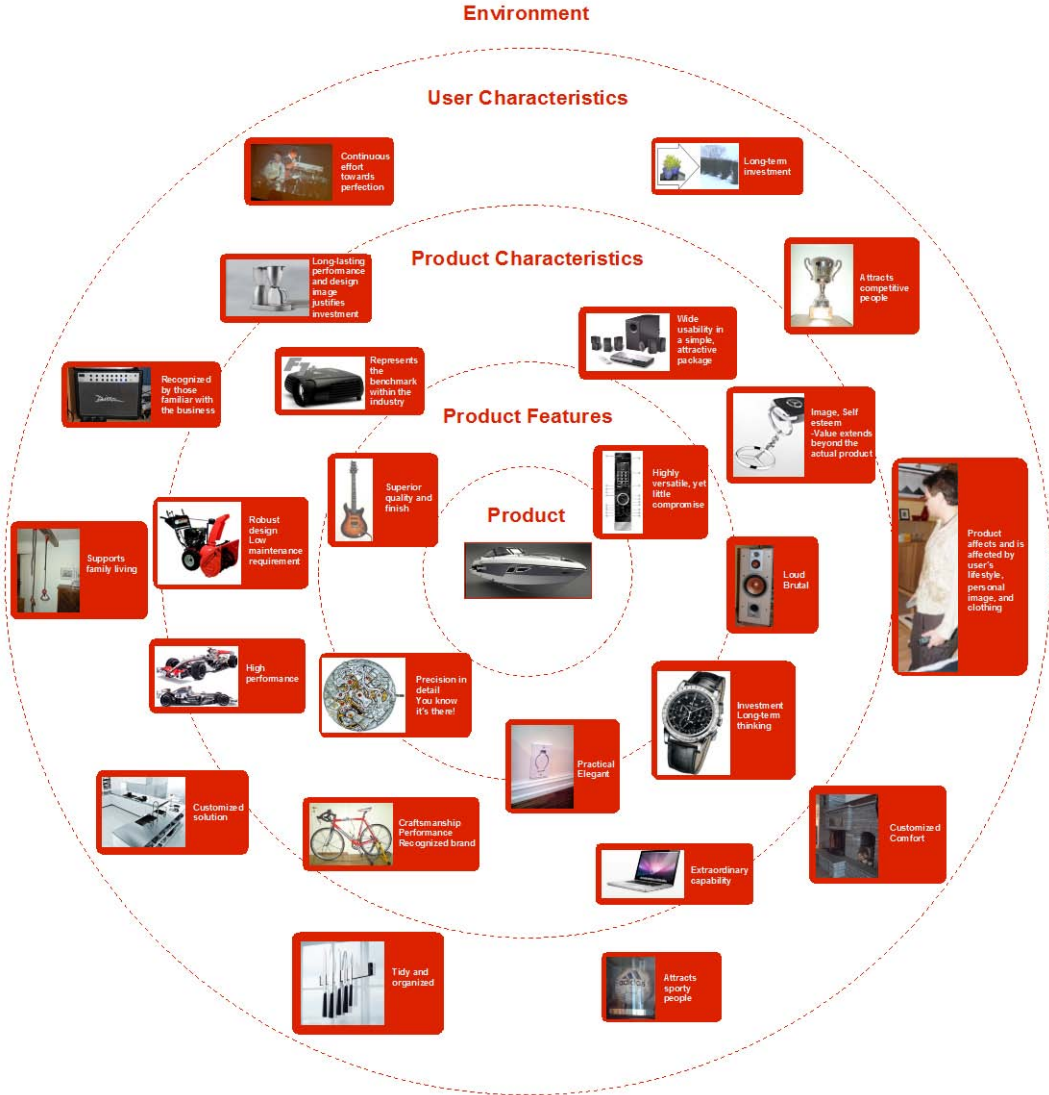 Environment
User Characteristics
Continuous
effort
towards
perfection
Long-term
investment
Product Characteristics
Long-lasting
performance
and design
image
justifies
investment
Attracts
competitive
people
Wide
usability in
a simple,
attractive
package
Represents
the
benchmark
within the
industry
Recognized
by those
familiar with
the business
Product Features
Image, Self
esteem
-Value extends
beyond the
actual product
Superior
quality and
finish
Highly
versatile, yet
little
compromise
Product
Robust
design
Low
maintenance
requirement
Supports
family living
Product
affects and is
affected by
user's
lifestyle,
personal
image, and
clothing
Loud
Brutal
High
performance
Precision in
detail
You know
it's there!
Investment
Long-term
thinking
Practical
Elegant
Customized
solution
Craftsmanship
Performance
Recognized brand
Customized
Comfort
Extraordinary
capability
Tidy and
organized
adidas
Attracts
sporty
people